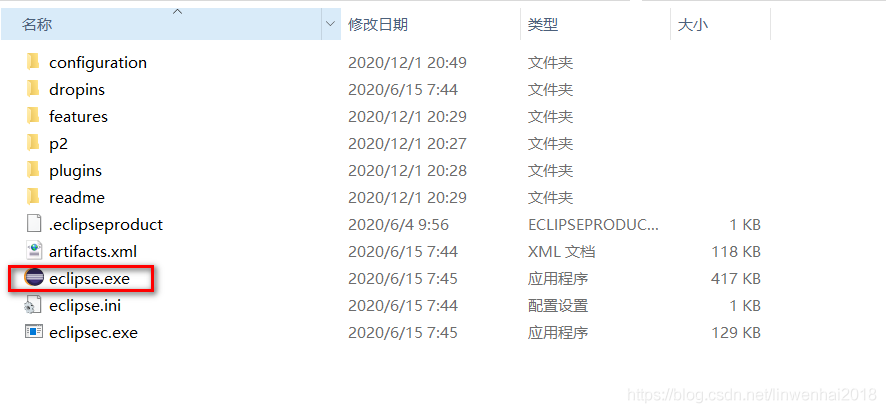 名称 修改日期 类型 大小
configuration 2020/12/1 20:49 文件夹
dropins 2020/6/15 7:44 文件夹
features 2020/12/1 20:29 文件夹
p2 2020/12/1 20:27 文件夹
plugins 2020/12/1 20:28 文件夹
readme 2020/12/1 20:29 文件夹
.eclipseproduct 2020/6/4 9:56 ECLIPSEPRODUC... 1 KB
artifacts.xml 2020/6/15 7:44 XML 文档 118 KB
eclipse.exe 2020/6/15 7:45 应用程序 417 KB
eclipse.ini 2020/6/15 7:44 配置设置 1 KB
eclipsec.exe 2020/6/15 7:45 应用程序 129 KB
https://blog.csdn.net/linwenhai2018